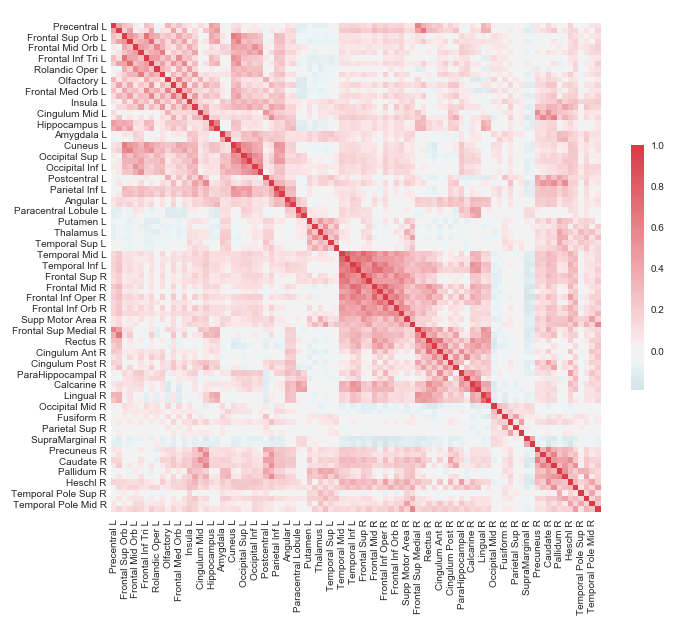 Precentral L
Frontal Sup Orb L
Frontal Mid Orb L
Frontal Inf Tri L
Rolandic Oper L
Olfactory L
Frontal Med Orb L
Insula L
Cingulum Mid L
Hippocampus L
Amygdala L
Cuneus L
Occipital Sup L
Occipital Inf L
Postcentral L
Parietal Inf L
Angular L
Paracentral Lobule L
Putamen L
Thalamus L
Temporal Sup L
Temporal Mid L
Temporal Inf L
Frontal Sup R
Frontal Mid R
Frontal Inf Oper R
Frontal Inf Orb R
Supp Motor Area R
Frontal Sup Medial R
Rectus R
Cingulum Ant R
Cingulum Post R
ParaHippocampal R
Calcarine R
Lingual R
Occipital Mid R
Fusiform R
Parietal Sup R
SupraMarginal R
Precuneus R
Caudate R
Pallidum R
Heschl R
Temporal Pole Sup R
Temporal Pole Mid R
1.0
0.8
0.6
0.4
0.2
0.0
Precentral L
Frontal Sup Orb L
Frontal Mid Orb L
Frontal Inf Tri L
Rolandic Oper L
Olfactory L
Frontal Med Orb L
Insula L
Cingulum Mid L
Hippocampus L
Amygdala L
Cuneus L
Occipital Sup L
Occipital Inf L
Postcentral L
Parietal Inf L
Angular L
Paracentral Lobule L
Putamen L
Thalamus L
Temporal Sup L
Temporal Mid L
Temporal Inf L
Frontal Sup R
Frontal Mid R
Frontal Inf Oper R
Frontal Inf Orb R
Supp Motor Area R
Frontal Sup Medial R
Rectus R
Cingulum Ant R
Cingulum Post R
ParaHippocampal R
Calcarine R
Lingual R
Occipital Mid R
Fusiform R
Parietal Sup R
SupraMarginal R
Precuneus R
Caudate R
Pallidum R
Heschl R
Temporal Pole Sup R
Temporal Pole Mid R